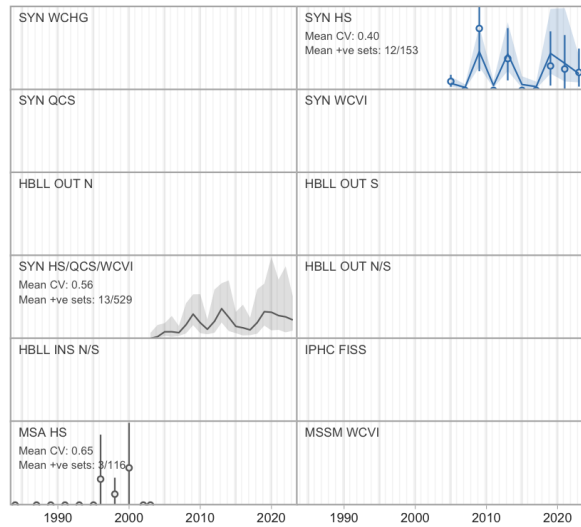 SYN WCHG
SYN HS
Mean CV: 0.40
Mean +ve sets: 12/153
SYN QCS
SYN WCVI
HBLL OUT N
HBLL OUT S
SYN HS/QCS/WCVI
Mean CV: 0.56
Mean +ve sets: 13/529
HBLL OUT N/S
HBLL INS N/S
IPHC FISS
MSA HS
Mean CV: 0.65
Mean +ve sets: 3/116
MSSM WCVI
1990 2000 2010 2020 1990 2000 2010 2020